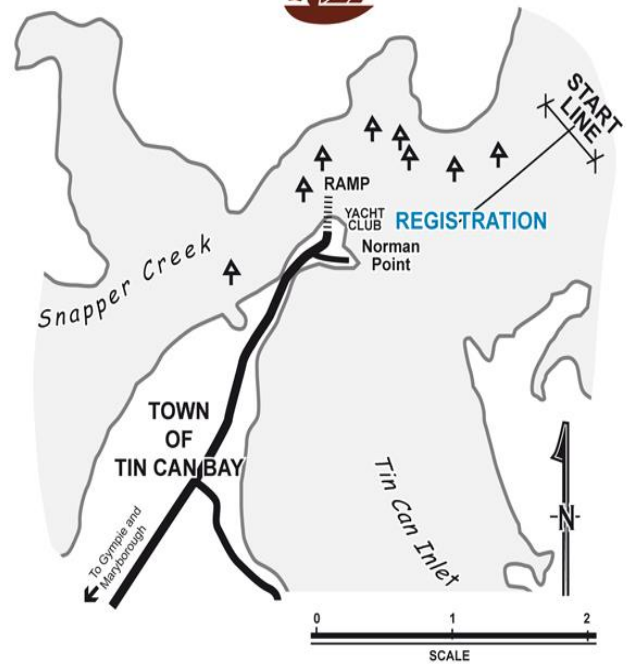 START
LINE
RAMP
YACHT
CLUB
REGISTRATION
Norman
Point
Snapper Creek
TOWN
OF
TIN CAN BAY
Tin Can Inlet
To Gympie and
Maryborough
N
0 1 2
SCALE